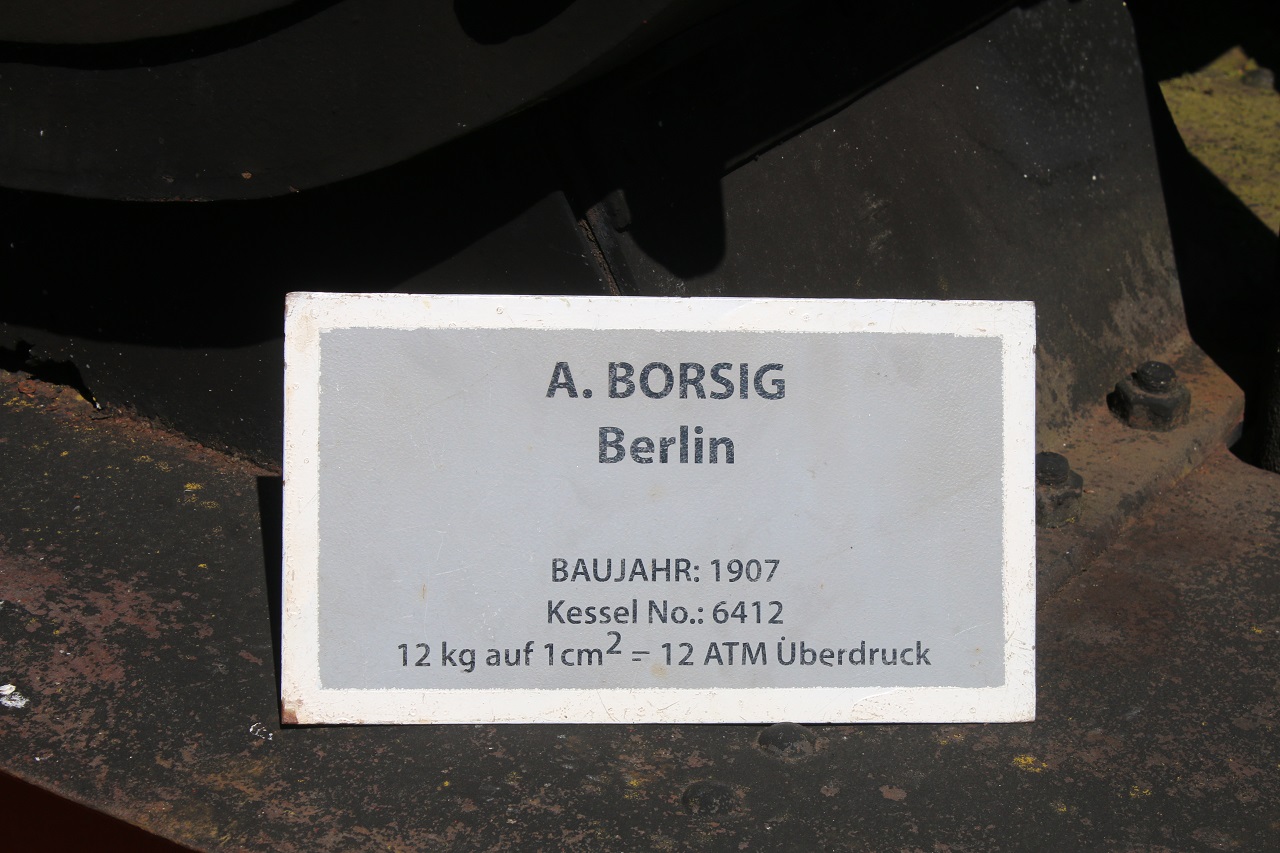 A. BORSIG
Berlin
BAUJAHR: 1907
Kessel No.: 6412
12 kg auf 1cm² = 12 ATM Überdruck